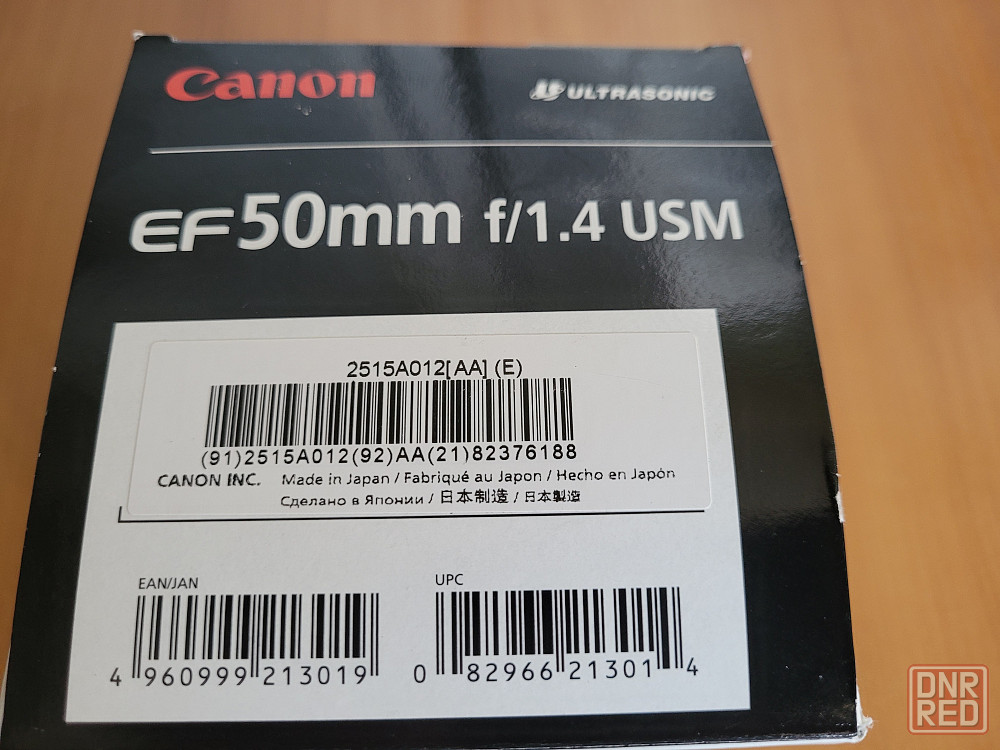 Canon
ULTRASONIC
EF50mm f/1.4 USM
2515A012[AA] (E)
(91)2515A012(92)AA(21)82376188
CANON INC. Made in Japan / Fabriqué au Japon / Hecho en Japón
Сделано в Японии / 日本制造 / 日本製造
EAN/JAN
4 960999 213019
UPC
0 82966 21301 4
DNR
RED